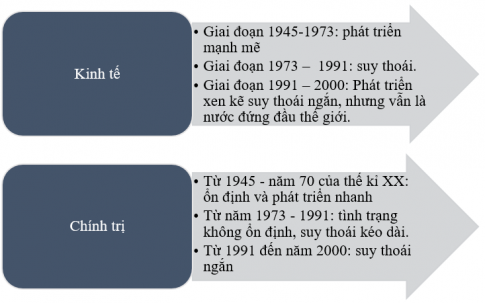 Kinh tế
• Giai đoạn 1945-1973: phát triển
mạnh mẽ
• Giai đoạn 1973 – 1991: suy thoái.
• Giai đoạn 1991 – 2000: Phát triển
xen kẽ suy thoái ngắn, nhưng vẫn là
nước đứng đầu thế giới.
Chính trị
• Từ 1945 - năm 70 của thế kỉ XX:
ổn định và phát triển nhanh
• Từ năm 1973 - 1991: tình trạng
không ổn định, suy thoái kéo dài.
• Từ 1991 đến năm 2000: suy thoái
ngắn